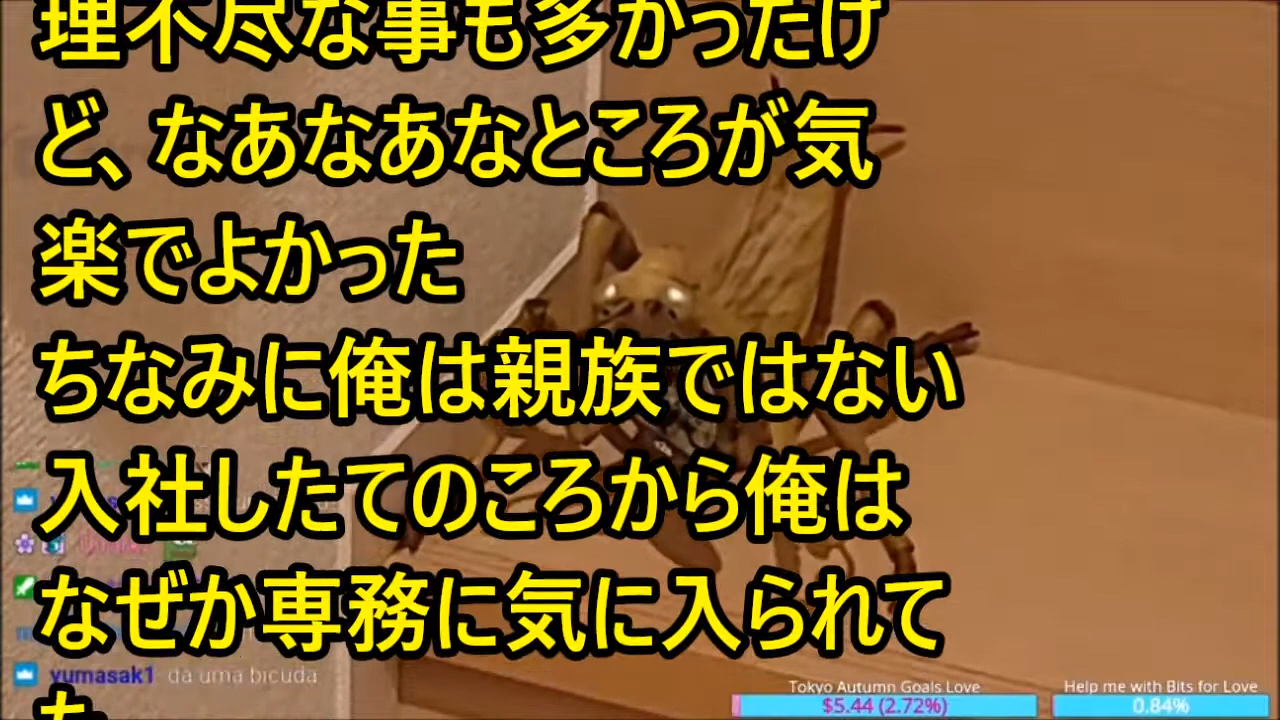 理不尽な事も多かったけ
ど、なあなあなところが気
楽でよかった
ちなみに俺は親族ではない
入社したてのころから俺は
なぜか専務に気に入られて
た
yumasak1 da uma bicuda
Tokyo Autumn Goals Love
$5.44 (2.72%)
Help me with Bits for Love
0.84%